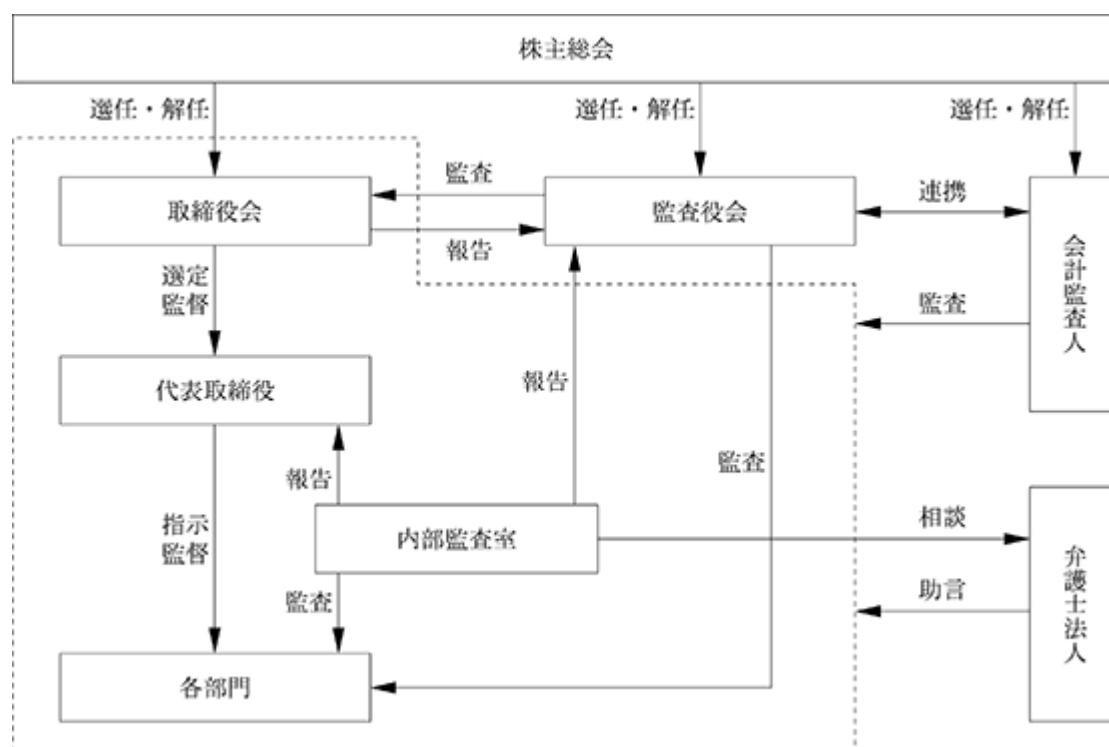 株主総会
選任・解任
選任・解任
選任・解任
監査
取締役会
監査役会
連携
報告
会計監査人
選定
監督
監査
代表取締役
報告
監査
報告
指示
監督
内部監査室
相談
弁護士法人
監査
助言
各部門